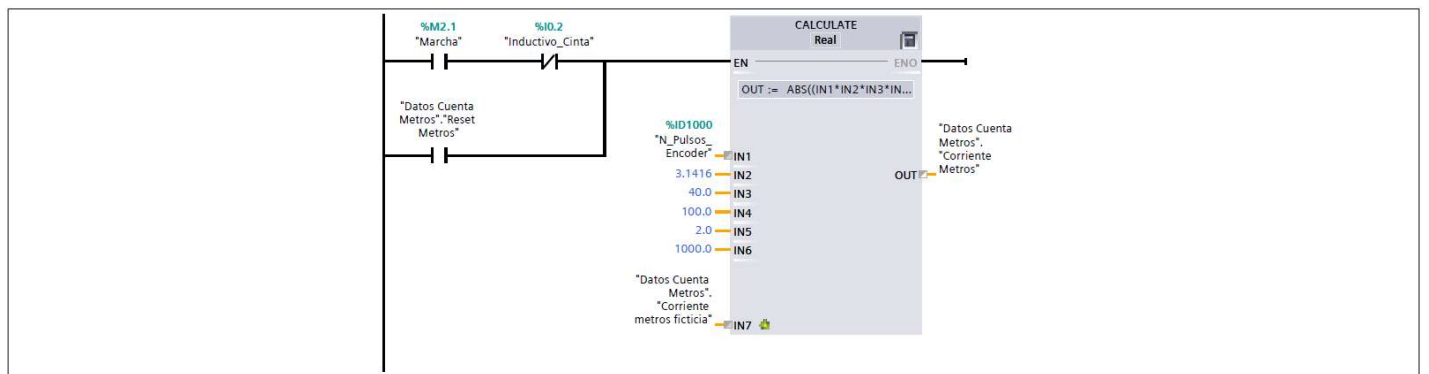 %M2.1
"Marcha"
%I0.2
"Inductivo_Cinta"
CALCULATE
Real
EN
ENO
OUT := ABS((IN1*IN2*IN3*IN...
"Datos Cuenta
Metros"."Reset
Metros"
%ID1000
"N_Pulsos_
Encoder"
IN1
3.1416
IN2
40.0
IN3
100.0
IN4
2.0
IN5
1000.0
IN6
"Datos Cuenta
Metros".
"Corriente
metros ficticia"
IN7
OUT
"Datos Cuenta
Metros".
"Corriente
Metros"